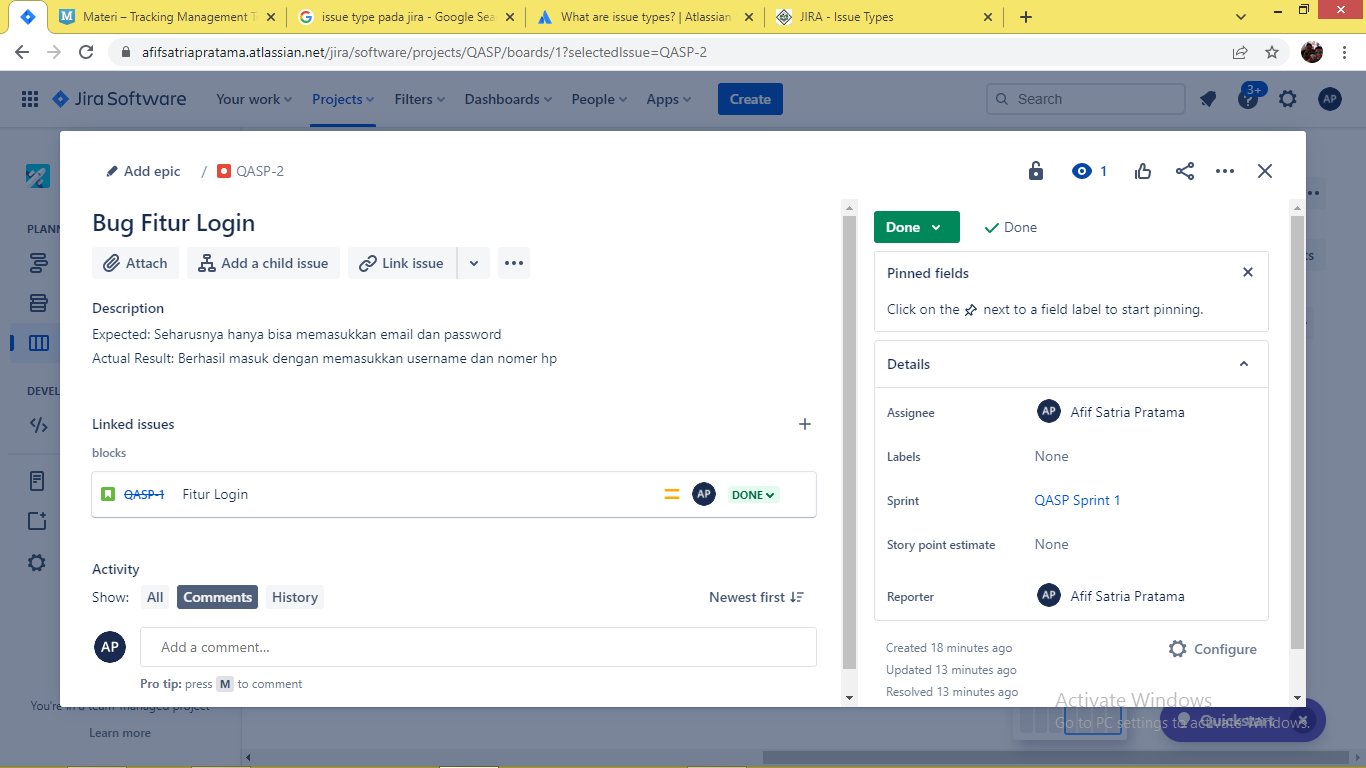 Materi – Tracking Management T
issue type pada jira - Google Sea
What are issue types? | Atlassian
JIRA - Issue Types
afifsatriapratama.atlassian.net/jira/software/projects/QASP/boards/1?selectedIssue=QASP-2
Jira Software
Your work
Projects
Filters
Dashboards
People
Apps
Create
Search
3+
AP
Add epic
/
QASP-2
1
Bug Fitur Login
Done
Done
Attach
Add a child issue
Link issue
Pinned fields
Click on the next to a field label to start pinning.
Description
Expected: Seharusnya hanya bisa memasukkan email dan password
Actual Result: Berhasil masuk dengan memasukkan username dan nomer hp
Details
Assignee
AP
Afif Satria Pratama
Linked issues
blocks
Labels
None
QASP-1
Fitur Login
AP
DONE
Sprint
QASP Sprint 1
Story point estimate
None
Activity
Show:
All
Comments
History
Newest first
Reporter
AP
Afif Satria Pratama
AP
Add a comment…
Pro tip: press M to comment
Created 18 minutes ago
Configure
Updated 13 minutes ago
Resolved 13 minutes ago
PLANN
DEVEL
You're in a team-managed project
Learn more
Activate Windows
Go to PC settings to activate Windows.
Quickstart